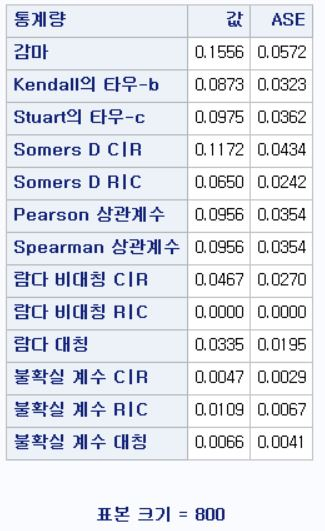 통계량 값 ASE
감마 0.1556 0.0572
Kendall의 타우-b 0.0873 0.0323
Stuart의 타우-c 0.0975 0.0362
Somers D C|R 0.1172 0.0434
Somers D R|C 0.0650 0.0242
Pearson 상관계수 0.0956 0.0354
Spearman 상관계수 0.0956 0.0354
람다 비대칭 C|R 0.0467 0.0270
람다 비대칭 R|C 0.0000 0.0000
람다 대칭 0.0335 0.0195
불확실 계수 C|R 0.0047 0.0029
불확실 계수 R|C 0.0109 0.0067
불확실 계수 대칭 0.0066 0.0041
표본 크기 = 800